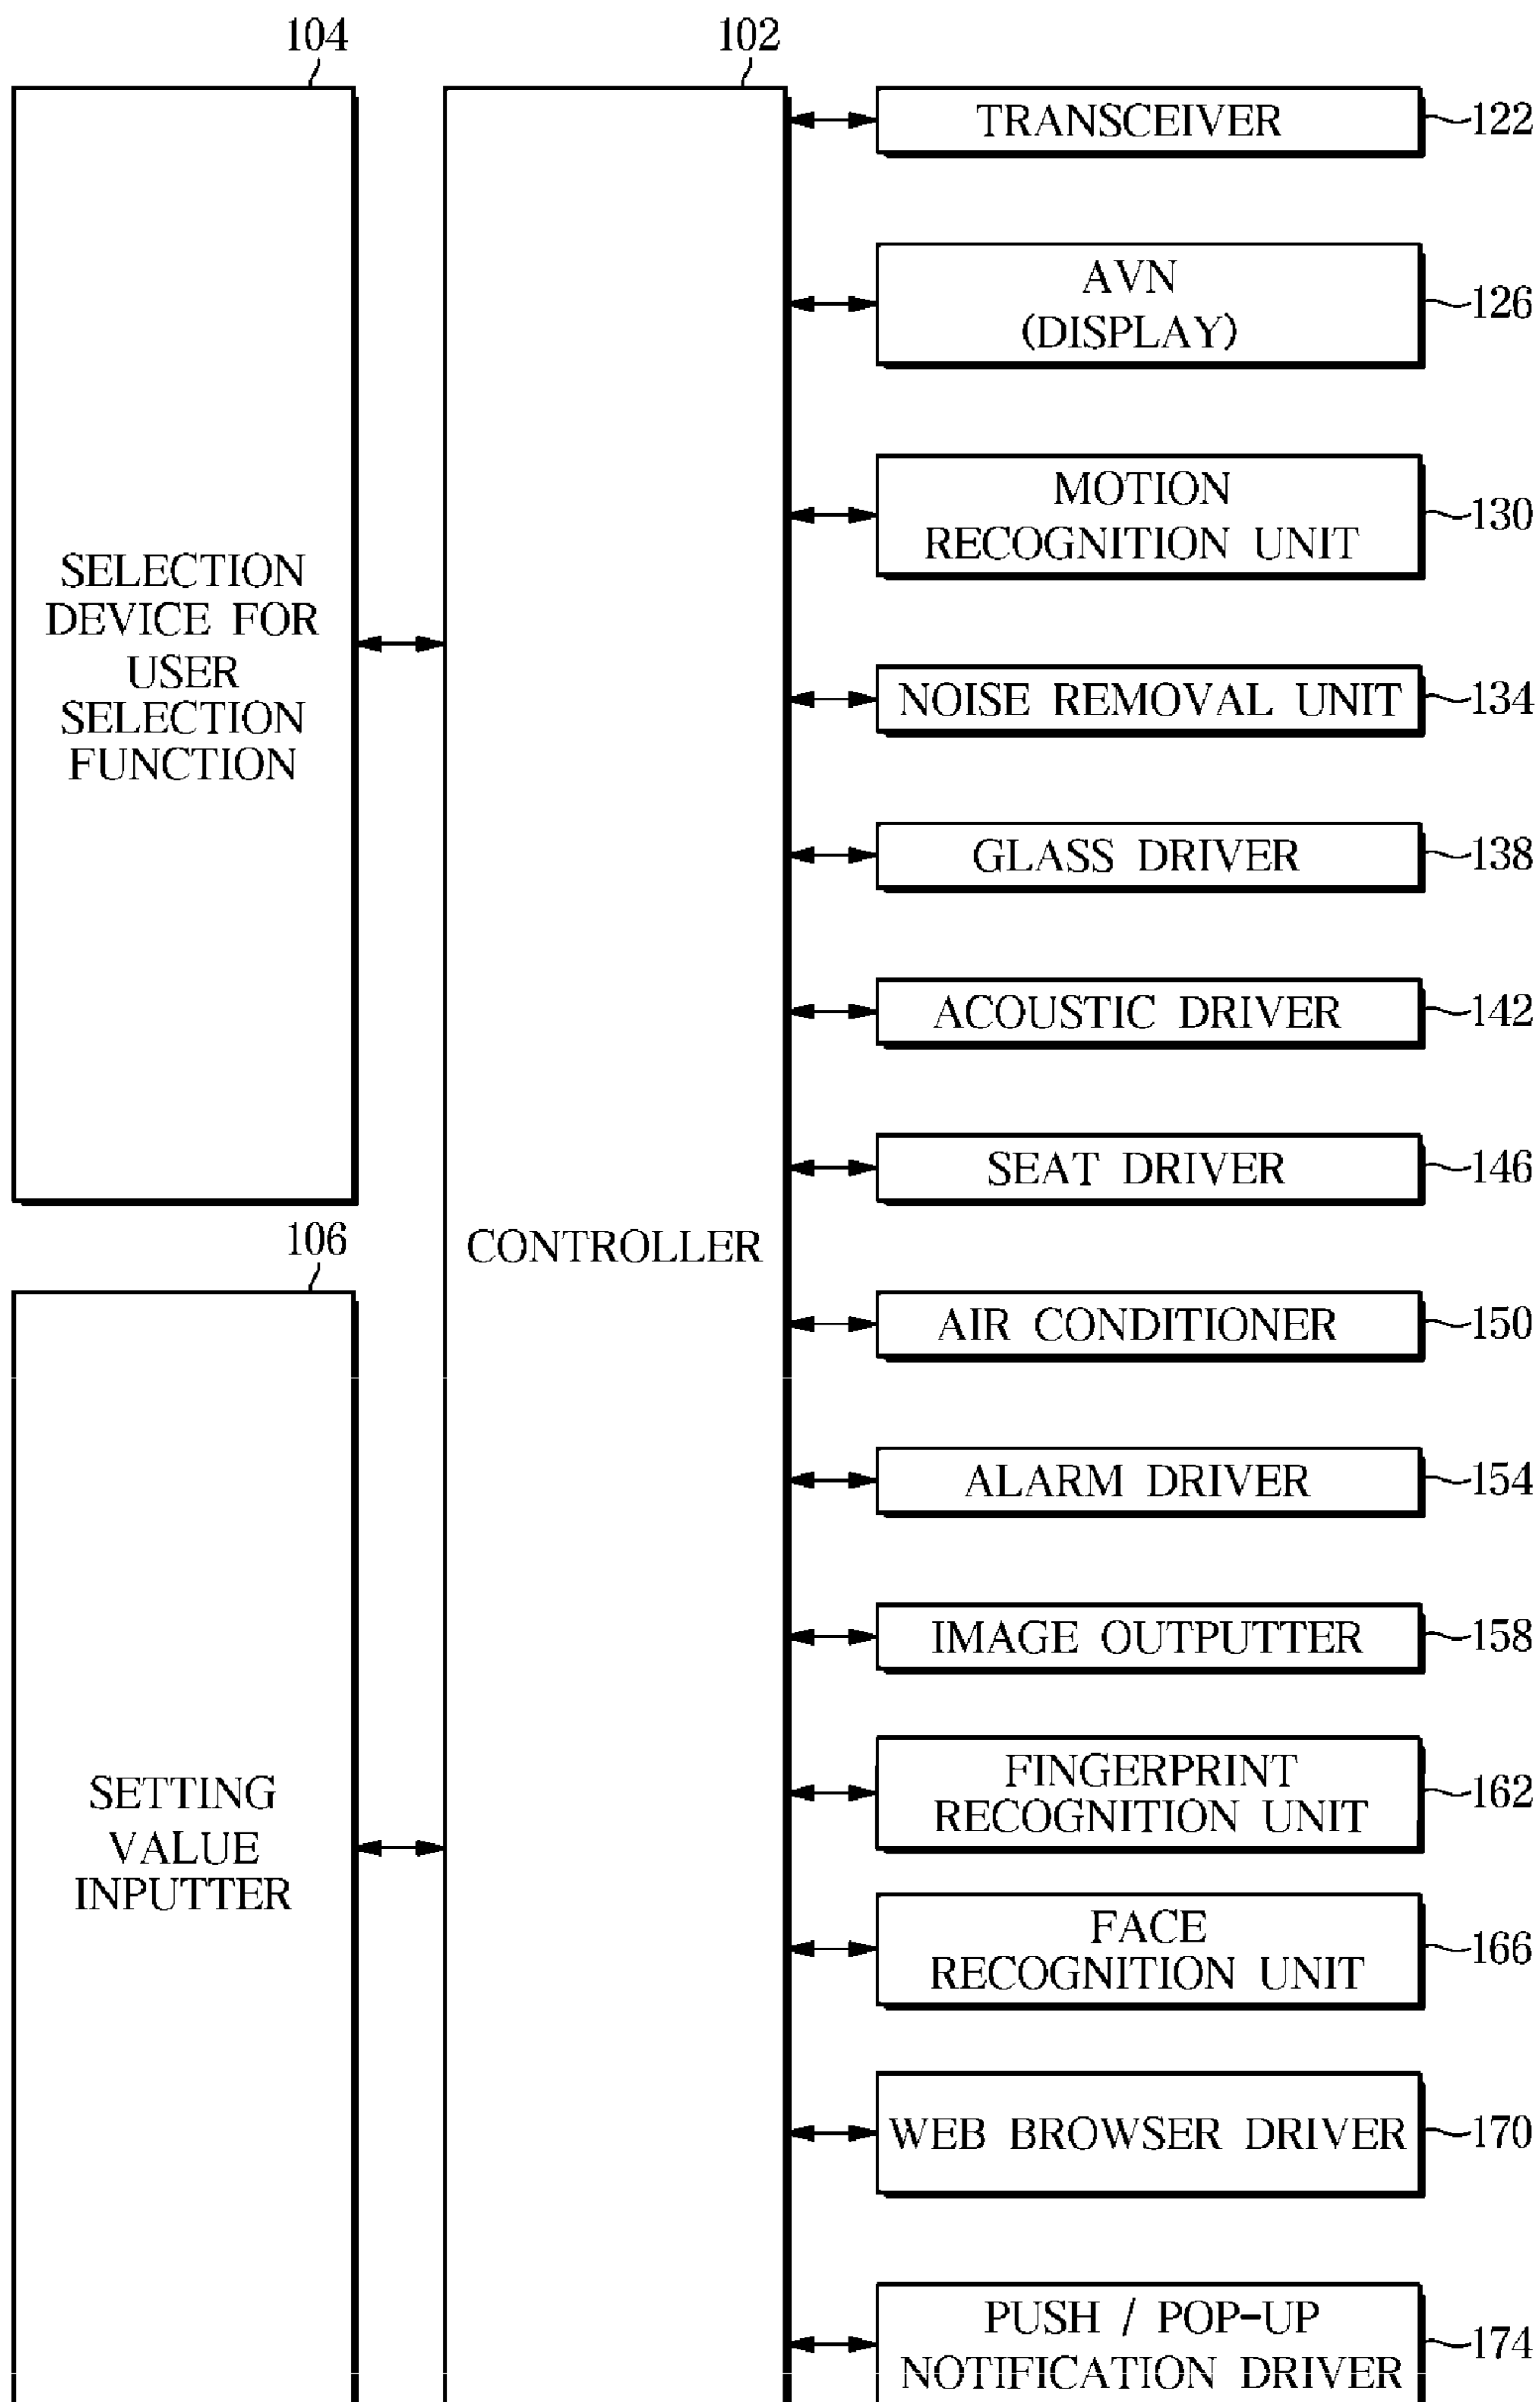 104
102
TRANSCEIVER
122
AVN
(DISPLAY)
126
MOTION
RECOGNITION UNIT
130
SELECTION
DEVICE FOR
USER
SELECTION
FUNCTION
NOISE REMOVAL UNIT
134
GLASS DRIVER
138
ACOUSTIC DRIVER
142
SEAT DRIVER
146
106
CONTROLLER
AIR CONDITIONER
150
ALARM DRIVER
154
IMAGE OUTPUTTER
158
SETTING
VALUE
INPUTTER
FINGERPRINT
RECOGNITION UNIT
162
FACE
RECOGNITION UNIT
166
WEB BROWSER DRIVER
170
PUSH / POP-UP
NOTIFICATION DRIVER
174